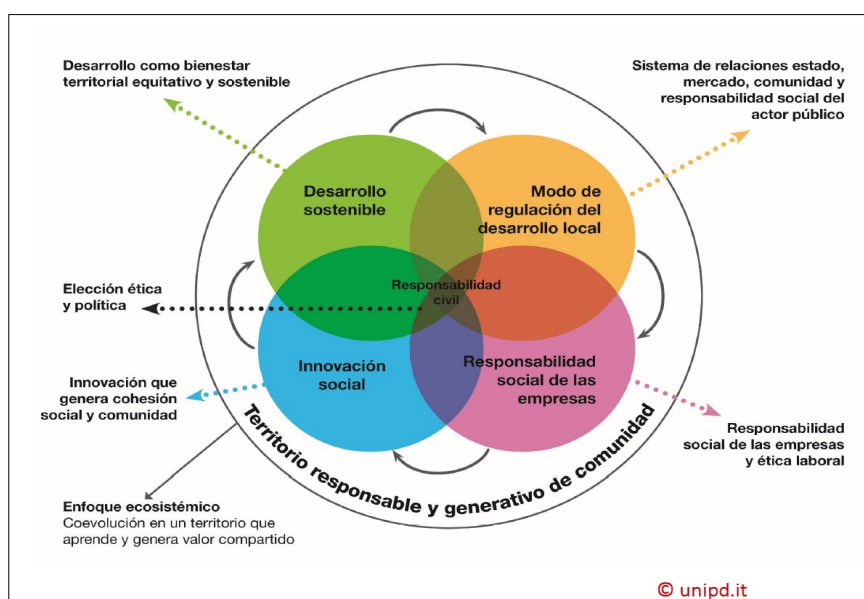 Desarrollo como bienestar
territorial equitativo y sostenible
Sistema de relaciones estado,
mercado, comunidad y
responsabilidad social del
actor público
Desarrollo
sostenible
Modo de
regulación del
desarrollo local
Responsabilidad
civil
Elección ética
y política
Innovación
social
Responsabilidad
social de las
empresas
Innovación que
genera cohesión
social y comunidad
Territorio responsable y generativo de comunidad
Responsabilidad
social de las empresas
y ética laboral
Enfoque ecosistémico
Coevolución en un territorio que
aprende y genera valor compartido
© unipd.it